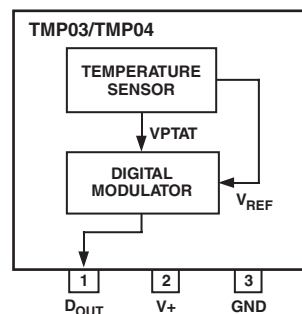 TMP03/TMP04
TEMPERATURE
SENSOR
VPTAT
DIGITAL
MODULATOR
VREF
1 2 3
DOUT V+ GND